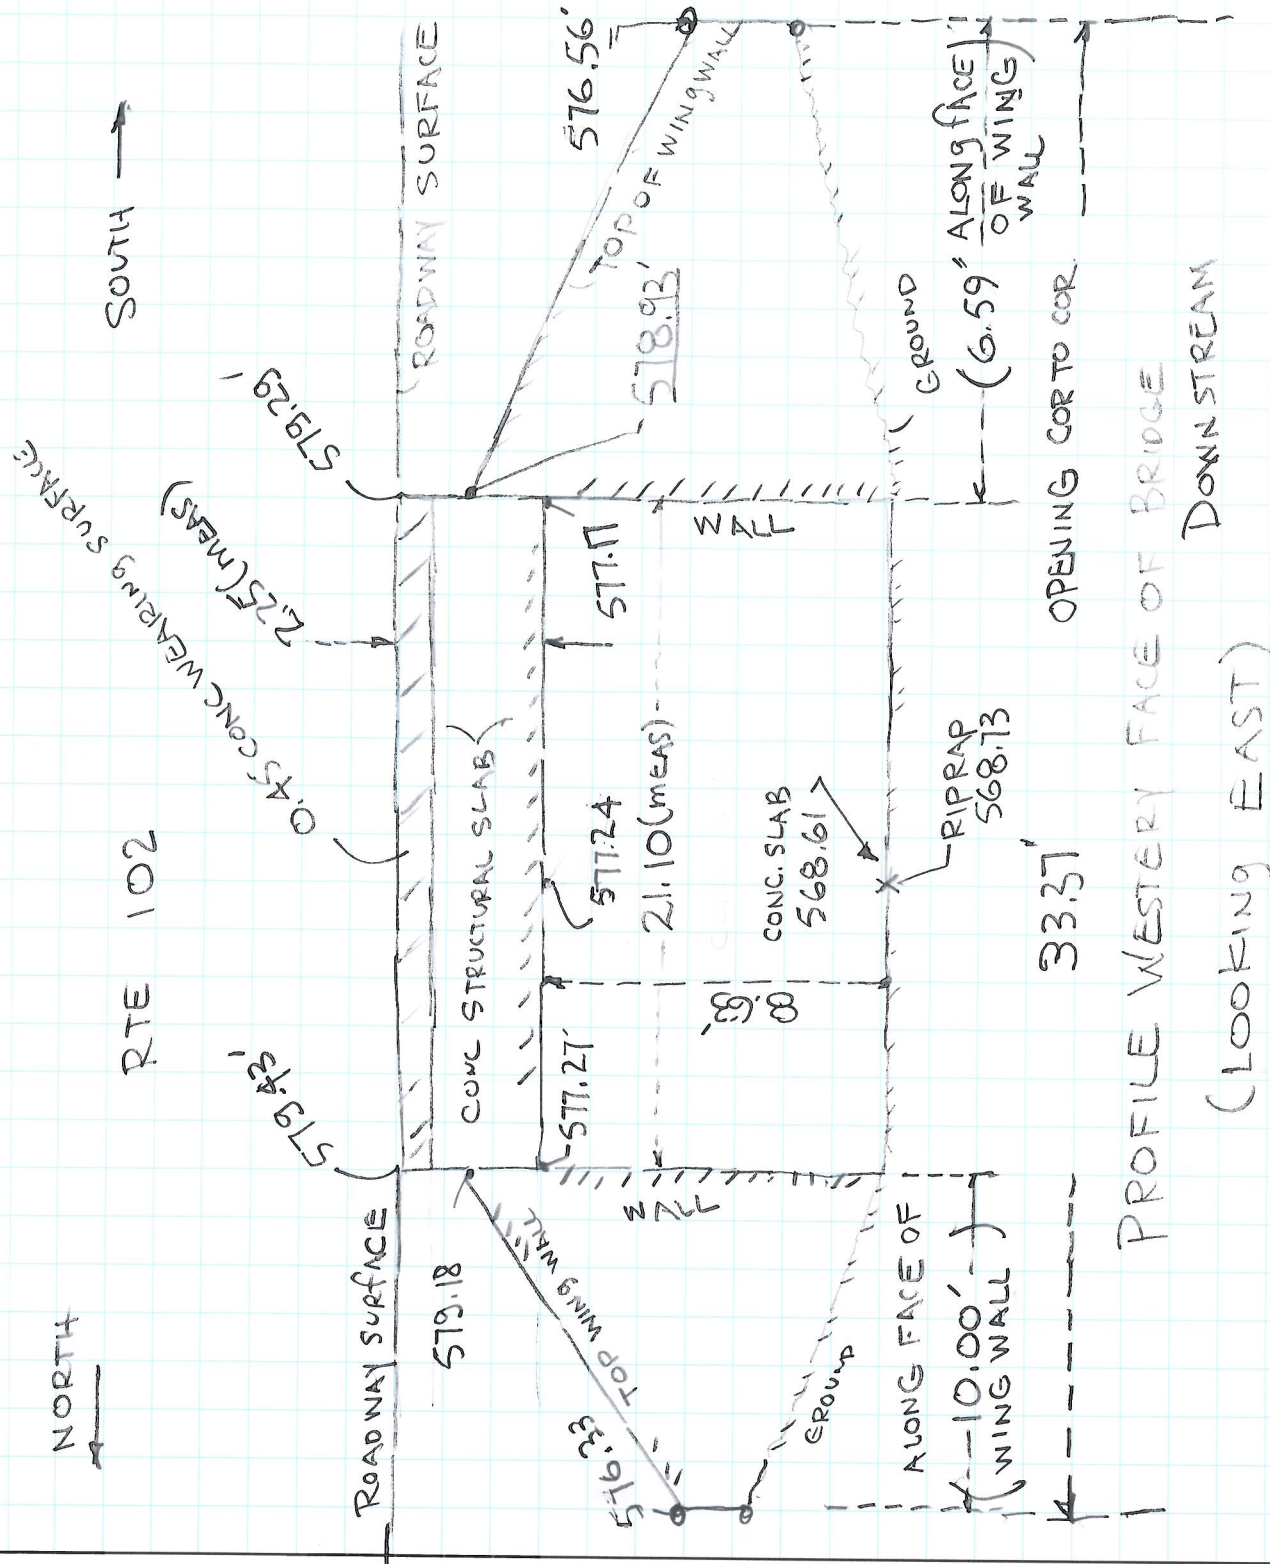 NORTH
SOUTH
RTE 102
0.45 CONC WEARING SURFACE
2.25 (MEAS)
579.43'
579.29'
ROADWAY SURFACE
ROADWAY SURFACE
579.18
CONC STRUCTURAL SLAB
576.56'
TOP WING WALL
TOP OF WINGWALL
578.93'
576.33
577.27'
577.24
577.17
21.10 (MEAS)
WALL
WALL
8.63'
CONC. SLAB
568.61
RIPRAP
568.73
GROUND
GROUND
ALONG FACE OF
10.00'
(WING WALL)
(6.59" ALONG FACE)
OF WING
WALL
33.37'
OPENING COR TO COR.
PROFILE WESTERY FACE OF BRIDGE
DOWNSTREAM
(LOOKING EAST)